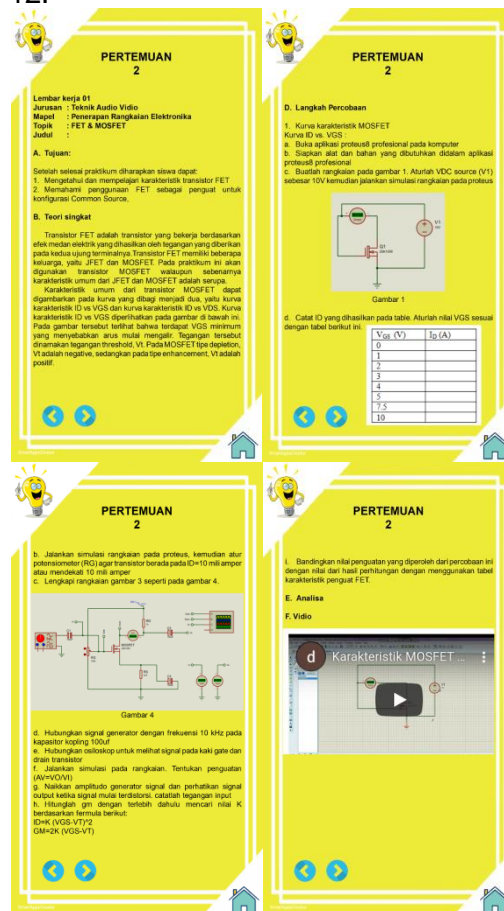 12.
PERTEMUAN
2
Lembar kerja 01
Jurusan : Teknik Audio Vidio
Mapel : Penerapan Rangkaian Elektronika
Topik : FET & MOSFET
Judul :
A. Tujuan:
Setelah selesai praktikum diharapkan siswa dapat:
1. Mengetahui dan mempelajari karakteristik transistor FET
2. Memahami penggunaan FET sebagai penguat untuk
konfigurasi Common Source,
B. Teori singkat
Transistor FET adalah transistor yang bekerja berdasarkan
efek medan elektrik yang dihasilkan oleh tegangan yang diberikan
pada kedua ujung terminalnya.Transistor FET memiliki beberapa
keluarga, yaitu JFET dan MOSFET. Pada praktikum ini akan
digunakan transistor MOSFET walaupun sebenarnya
karakteristik umum dari JFET dan MOSFET adalah serupa.
Karakteristik umum dari transistor MOSFET dapat
digambarkan pada kurva yang dibagi menjadi dua, yaitu kurva
karakteristik ID vs VGS dan kurva karakteristik ID vs VDS. Kurva
karakteristik ID vs VGS diperlihatkan pada gambar di bawah ini.
Pada gambar tersebut terlihat bahwa terdapat VGS minimum
yang menyebabkan arus mulai mengalir. Tegangan tersebut
dinamakan tegangan threshold, Vt. Pada MOSFET tipe depletion,
Vt adalah negative, sedangkan pada tipe enhancement, Vt adalah
positif.
PERTEMUAN
2
D. Langkah Percobaan
1. Kurva karakteristik MOSFET
Kurva ID vs. VGS :
a. Buka aplikasi proteus8 profesional pada komputer
b. Siapkan alat dan bahan yang dibutuhkan didalam aplikasi
proteus8 profesional
c. Buatlah rangkaian pada gambar 1. Aturlah VDC source (V1)
sebesar 10V kemudian jalankan simulasi rangkaian pada proteus
V1
Q1
Gambar 1
d. Catat ID yang dihasilkan pada table. Aturlah nilai VGS sesuai
dengan tabel berikut ini.
VGS (V) ID (A)
0
1
2
3
4
5
7.5
10
PERTEMUAN
2
b. Jalankan simulasi rangkaian pada proteus, kemudian atur
potensiometer (RG) agar transistor berada pada ID=10 mili amper
atau mendekati 10 mili amper
c. Lengkapi rangkaian gambar 3 seperti pada gambar 4.
MOSFET
Gambar 4
d. Hubungkan signal generator dengan frekuensi 10 kHz pada
kapasitor kopling 100uf
e. Hubungkan osiloskop untuk melihat signal pada kaki gate dan
drain transistor
f. Jalankan simulasi pada rangkaian. Tentukan penguatan
(AV=VO/VI)
g. Naikkan amplitudo generator signal dan perhatikan signal
output ketika signal mulai terdistorsi. catatlah tegangan input
h. Hitunglah gm dengan terlebih dahulu mencari nilai K
berdasarkan fermula berikut:
ID=K (VGS-VT)^2
GM=2K (VGS-VT)
PERTEMUAN
2
i. Bandingkan nilai penguatan yang diperoleh dari percobaan ini
dengan nilai dari hasil perhitungan dengan menggunakan tabel
karakteristik penguat FET.
E. Analisa
F. Vidio
d Karakteristik MOSFET ...